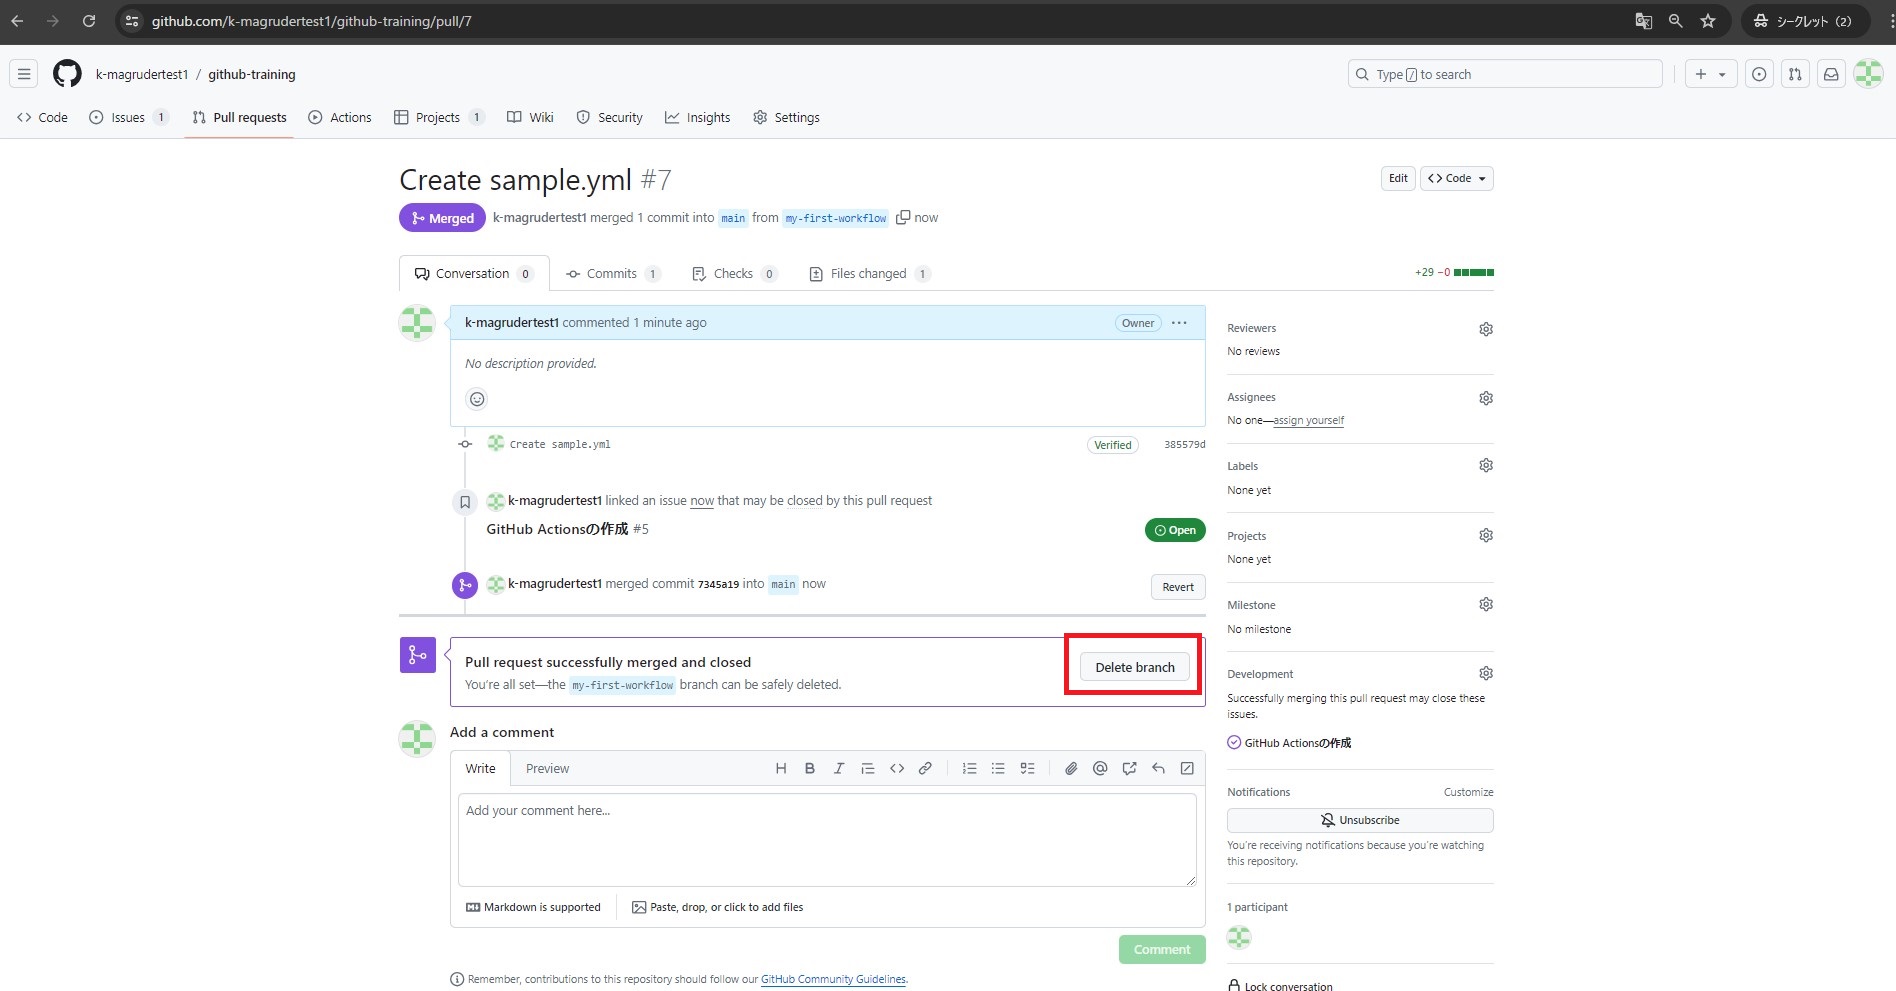 github.com/k-magrudertest1/github-training/pull/7
シークレット (2)
k-magrudertest1 / github-training
Type / to search
Code
Issues 1
Pull requests
Actions
Projects 1
Wiki
Security
Insights
Settings
Create sample.yml #7
Edit
<> Code
Merged
k-magrudertest1 merged 1 commit into main from my-first-workflow now
Conversation 0
Commits 1
Checks 0
Files changed 1
+29 −0
k-magrudertest1 commented 1 minute ago
Owner
No description provided.
Create sample.yml
Verified
385579d
k-magrudertest1 linked an issue now that may be closed by this pull request
GitHub Actionsの作成 #5
Open
k-magrudertest1 merged commit 7345a19 into main now
Revert
Pull request successfully merged and closed
You're all set—the my-first-workflow branch can be safely deleted.
Delete branch
Add a comment
Write
Preview
Add your comment here...
Markdown is supported
Paste, drop, or click to add files
Comment
Remember, contributions to this repository should follow our GitHub Community Guidelines.
Reviewers
No reviews
Assignees
No one—assign yourself
Labels
None yet
Projects
None yet
Milestone
No milestone
Development
Successfully merging this pull request may close these
issues.
GitHub Actionsの作成
Notifications
Customize
Unsubscribe
You're receiving notifications because you're watching
this repository.
1 participant
Lock conversation